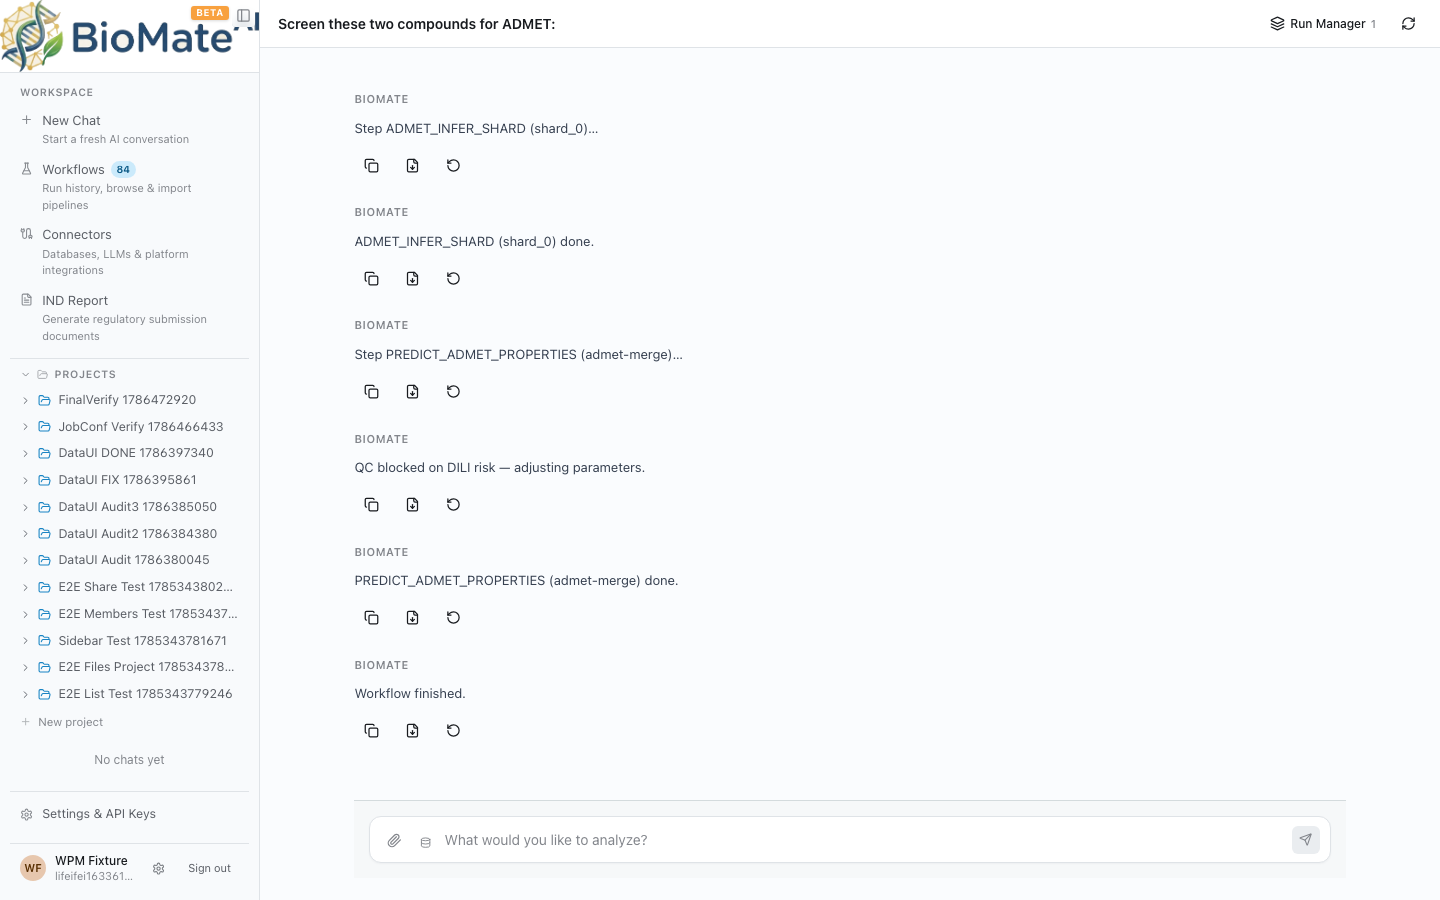 BETA
BioMate
Screen these two compounds for ADMET:
Run Manager 1
WORKSPACE
New Chat
Start a fresh AI conversation
Workflows 84
Run history, browse & import
pipelines
Connectors
Databases, LLMs & platform
integrations
IND Report
Generate regulatory submission
documents
PROJECTS
FinalVerify 1786472920
JobConf Verify 1786466433
DataUI DONE 1786397340
DataUI FIX 1786395861
DataUI Audit3 1786385050
DataUI Audit2 1786384380
DataUI Audit 1786380045
E2E Share Test 1785343802...
E2E Members Test 17853437...
Sidebar Test 1785343781671
E2E Files Project 178534378...
E2E List Test 1785343779246
New project
No chats yet
Settings & API Keys
WF
WPM Fixture
lifeifei163361...
Sign out
BIOMATE
Step ADMET_INFER_SHARD (shard_0)...
BIOMATE
ADMET_INFER_SHARD (shard_0) done.
BIOMATE
Step PREDICT_ADMET_PROPERTIES (admet-merge)...
BIOMATE
QC blocked on DILI risk — adjusting parameters.
BIOMATE
PREDICT_ADMET_PROPERTIES (admet-merge) done.
BIOMATE
Workflow finished.
What would you like to analyze?